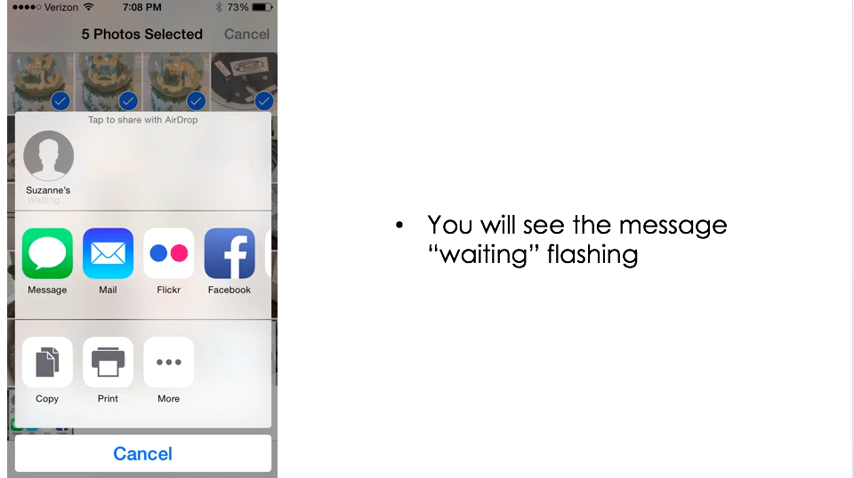 Verizon 7:08 PM 73%
5 Photos Selected Cancel
Tap to share with AirDrop
Suzanne's
Waiting...
Message Mail Flickr Facebook
Copy Print More
Cancel
• You will see the message
“waiting” flashing